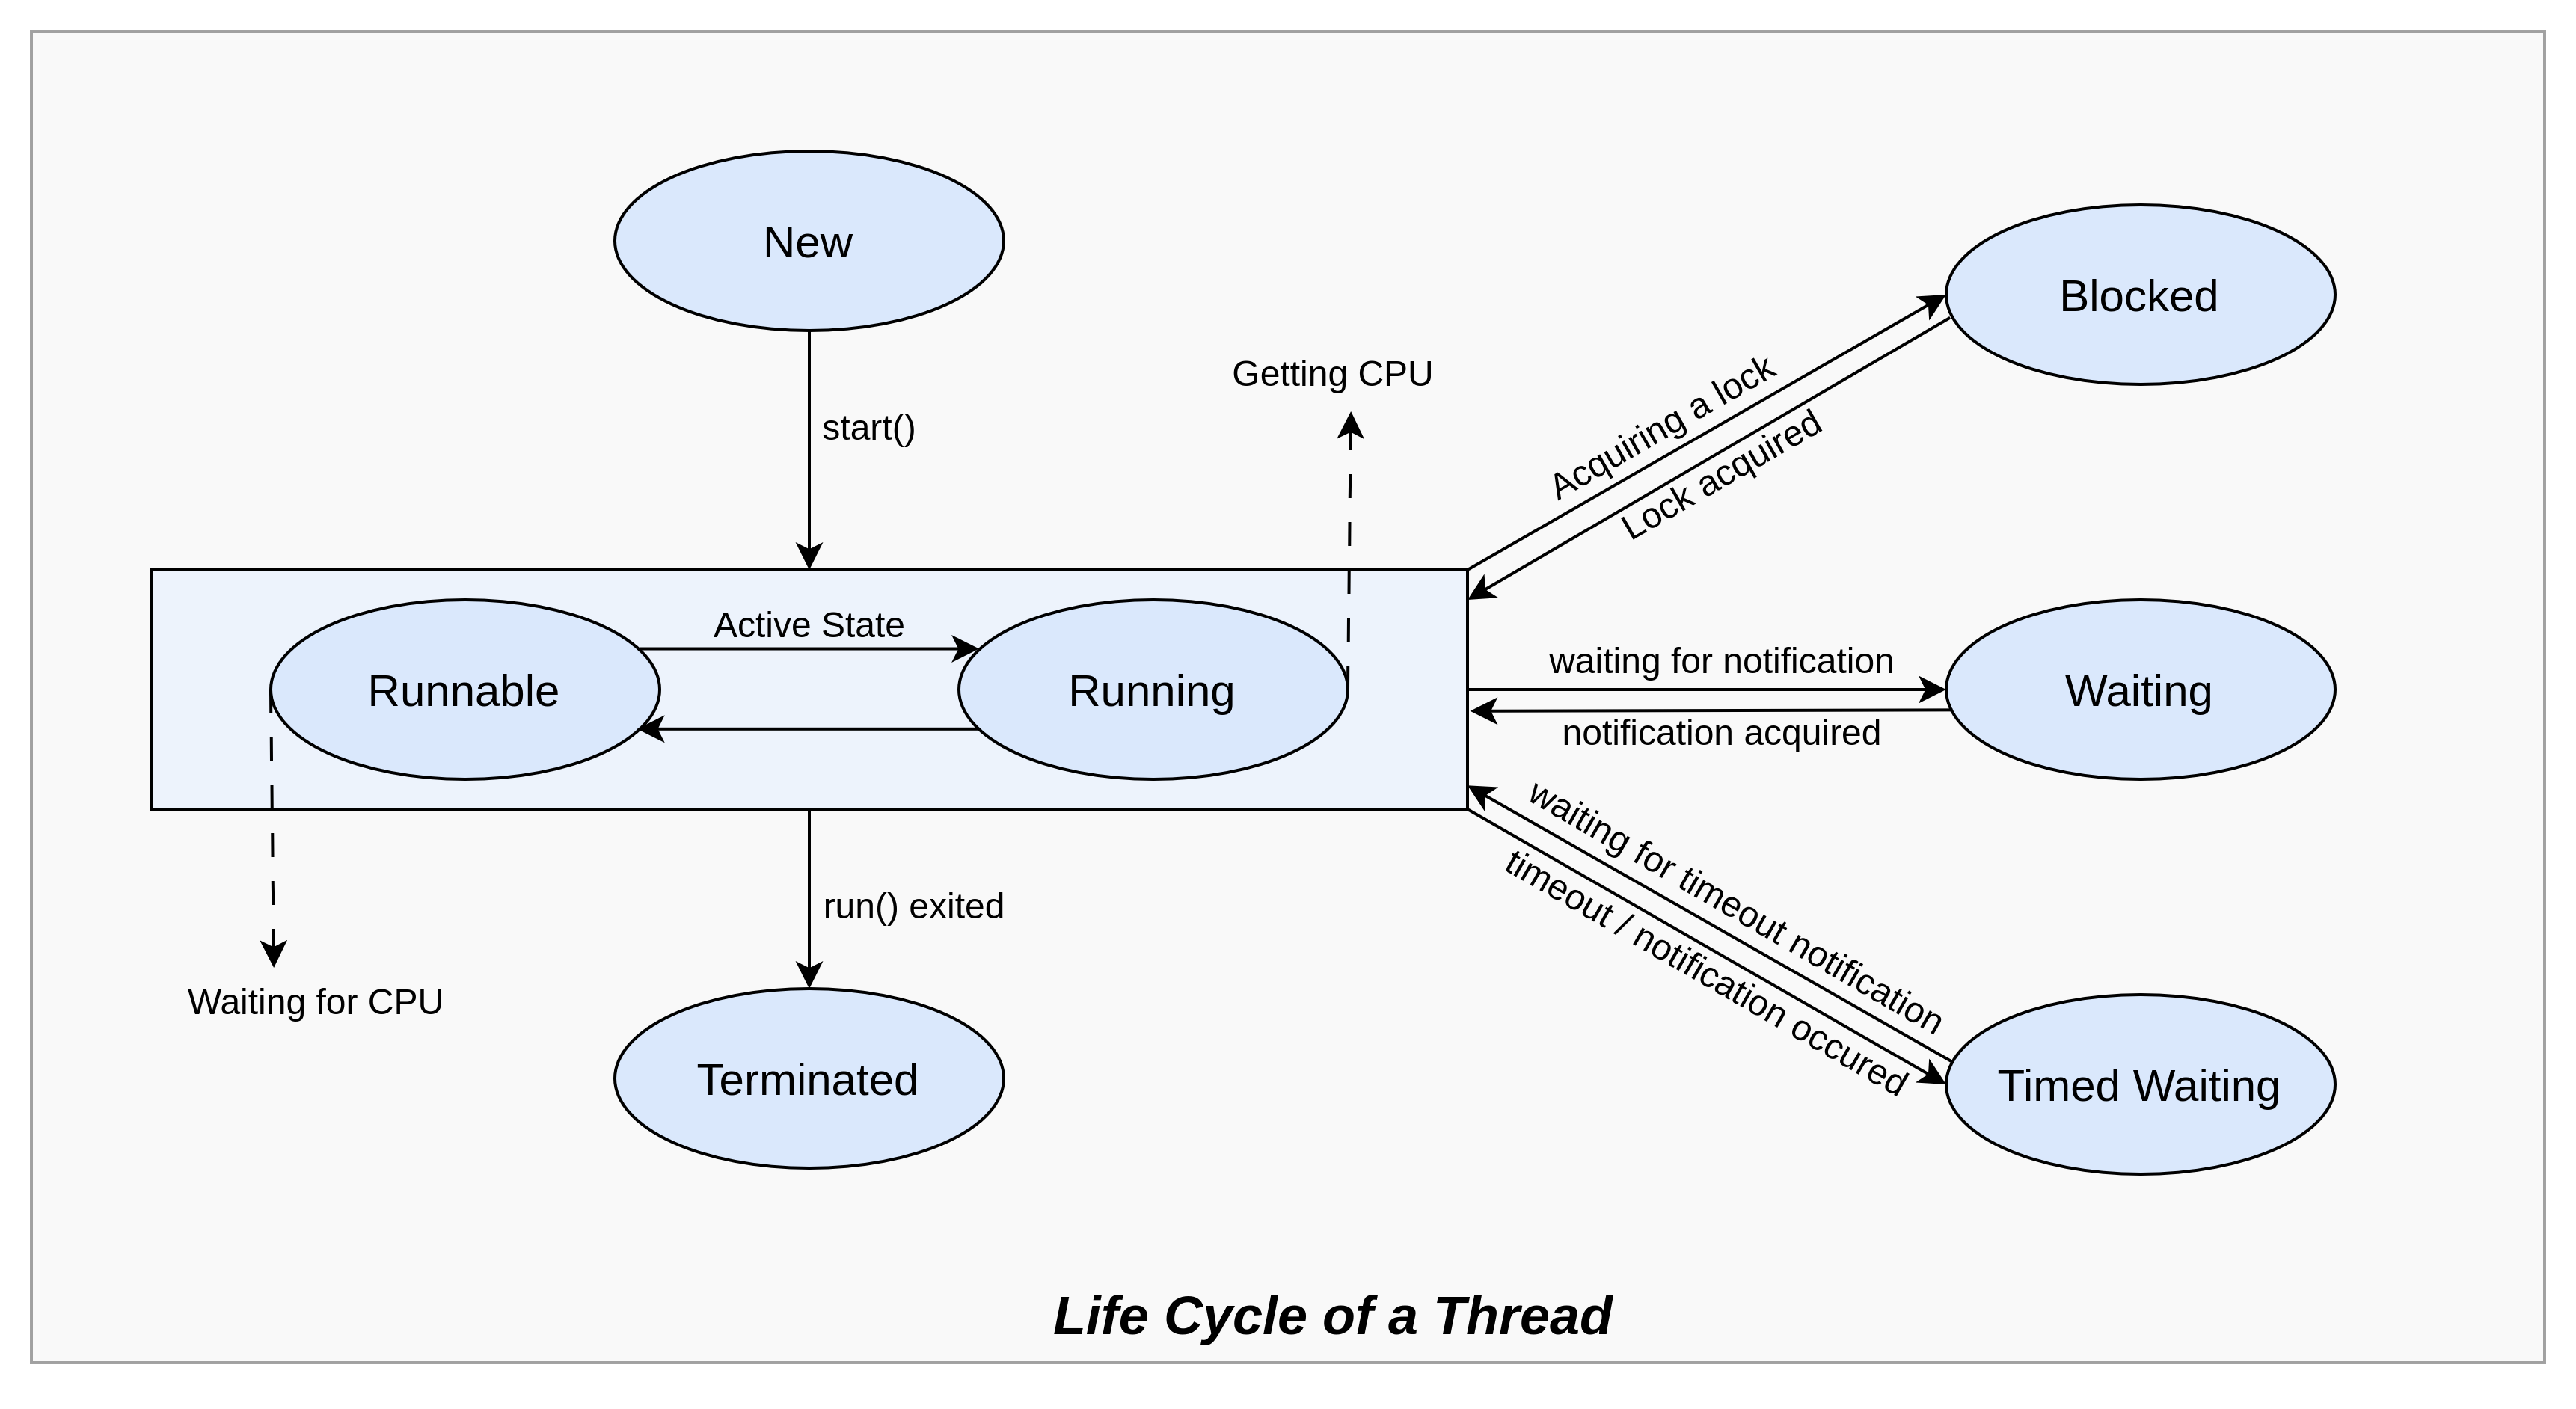 New
Blocked
Getting CPU
start()
Acquiring a lock
Lock acquired
Active State
Runnable
Running
waiting for notification
Waiting
notification acquired
waiting for timeout notification
timeout / notification occured
run() exited
Waiting for CPU
Terminated
Timed Waiting
Life Cycle of a Thread